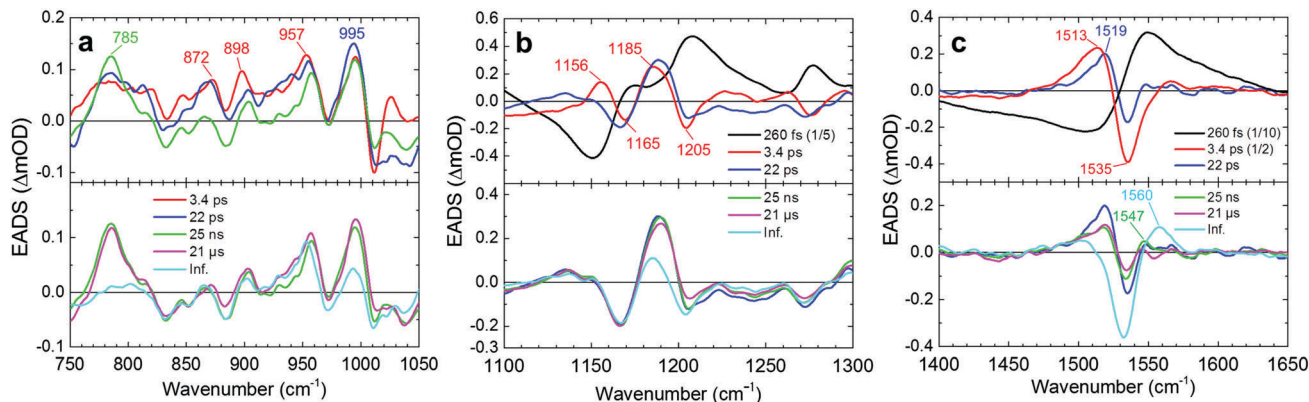 a
785
872
898
957
995
0.1
0.0
0.1
EADS (ΔmOD)
3.4 ps
22 ps
25 ns
21 µs
Inf.
0.1
0.0
-0.1
750 800 850 900 950 1000 1050
Wavenumber (cm⁻¹)
b
1156
1185
1165
1205
0.6
0.4
0.2
0.0
-0.2
-0.4
EADS (ΔmOD)
260 fs (1/5)
3.4 ps
22 ps
25 ns
21 µs
Inf.
0.4
0.2
0.0
-0.2
0.3
1100 1150 1200 1250 1300
Wavenumber (cm⁻¹)
c
1513
1519
1535
0.4
0.2
0.0
-0.2
-0.4
EADS (ΔmOD)
260 fs (1/10)
3.4 ps (1/2)
22 ps
25 ns
21 µs
Inf.
1560
1547
0.4
0.2
0.0
-0.2
-0.4
1400 1450 1500 1550 1600 1650
Wavenumber (cm⁻¹)